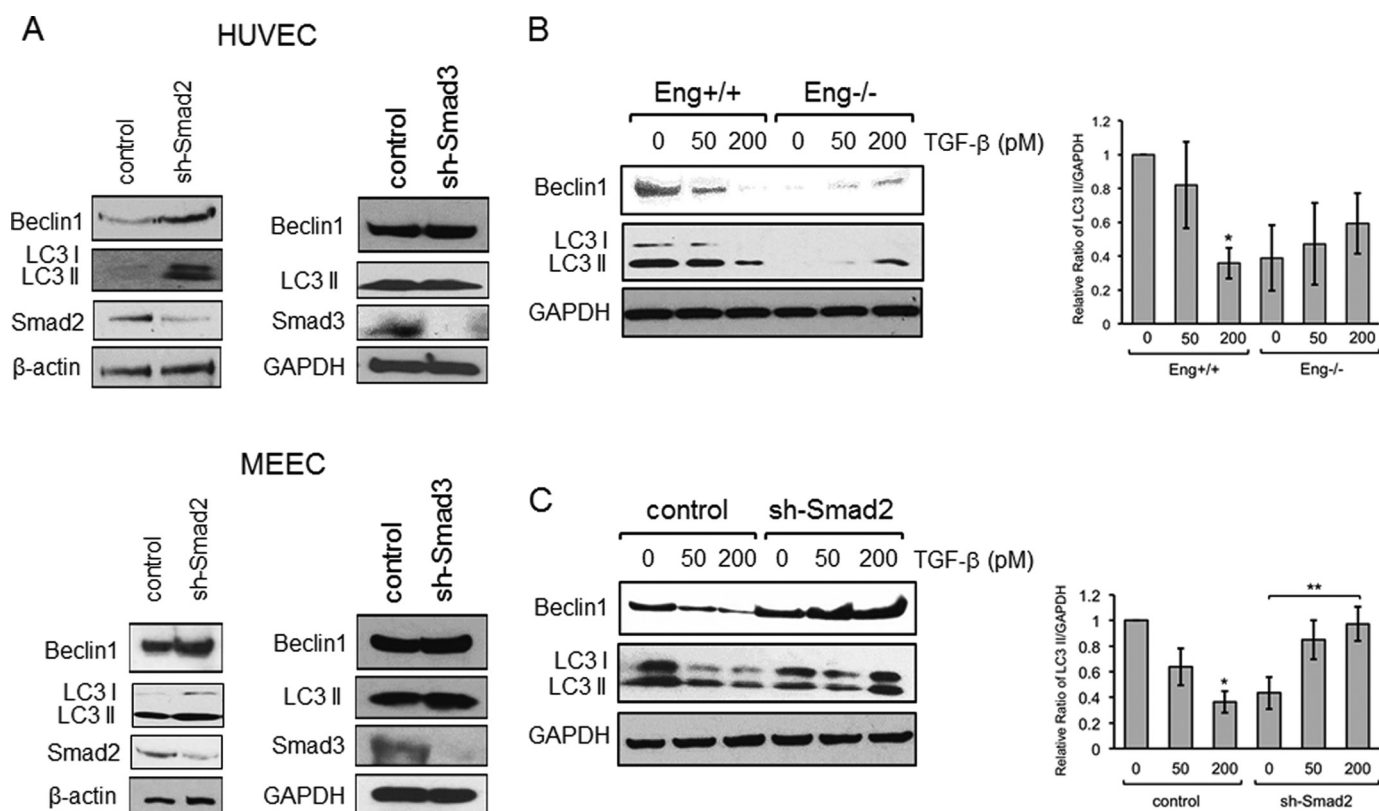 A
HUVEC
control
sh-Smad2
Beclin1
LC3 I
LC3 II
Smad2
β-actin
control
sh-Smad3
Beclin1
LC3 II
Smad3
GAPDH
MEEC
control
sh-Smad2
Beclin1
LC3 I
LC3 II
Smad2
β-actin
control
sh-Smad3
Beclin1
LC3 II
Smad3
GAPDH
B
Eng+/+ Eng-/-
0 50 200 0 50 200 TGF-β (pM)
Beclin1
LC3 I
LC3 II
GAPDH
Relative Ratio of LC3 II/GAPDH
1.2
1
0.8
0.6
0.4
0.2
0
*
0 50 200 0 50 200
Eng+/+ Eng-/-
C
control sh-Smad2
0 50 200 0 50 200 TGF-β (pM)
Beclin1
LC3 I
LC3 II
GAPDH
Relative Ratio of LC3 II/GAPDH
1.2
1
0.8
0.6
0.4
0.2
0
*
**
0 50 200 0 50 200
control sh-Smad2